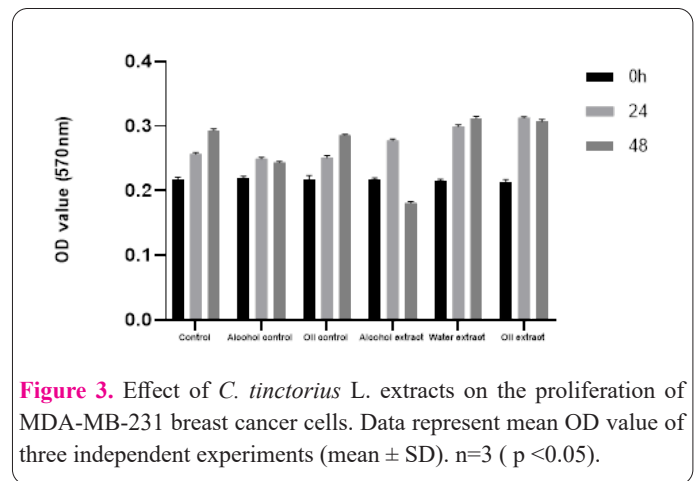 0.4
0.3
0.2
0.1
0.0
OD value (570nm)
0h
24
48
Control
Alcohol control
Oil control
Alcohol extract
Water extract
Oil extract
Figure 3. Effect of C. tinctorius L. extracts on the proliferation of
MDA-MB-231 breast cancer cells. Data represent mean OD value of
three independent experiments (mean ± SD). n=3 ( p <0.05).